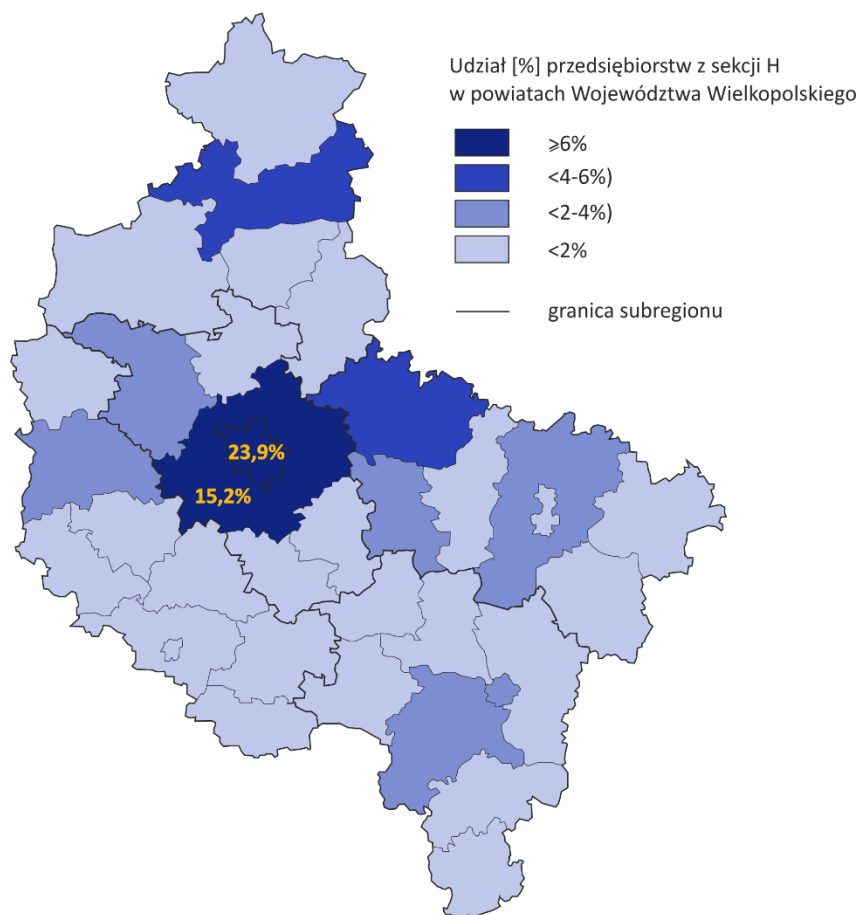 Udział [%] przedsiębiorstw z sekcji H
w powiatach Województwa Wielkopolskiego
⩾6%
<4-6%)
<2-4%)
<2%
granica subregionu
23,9%
15,2%